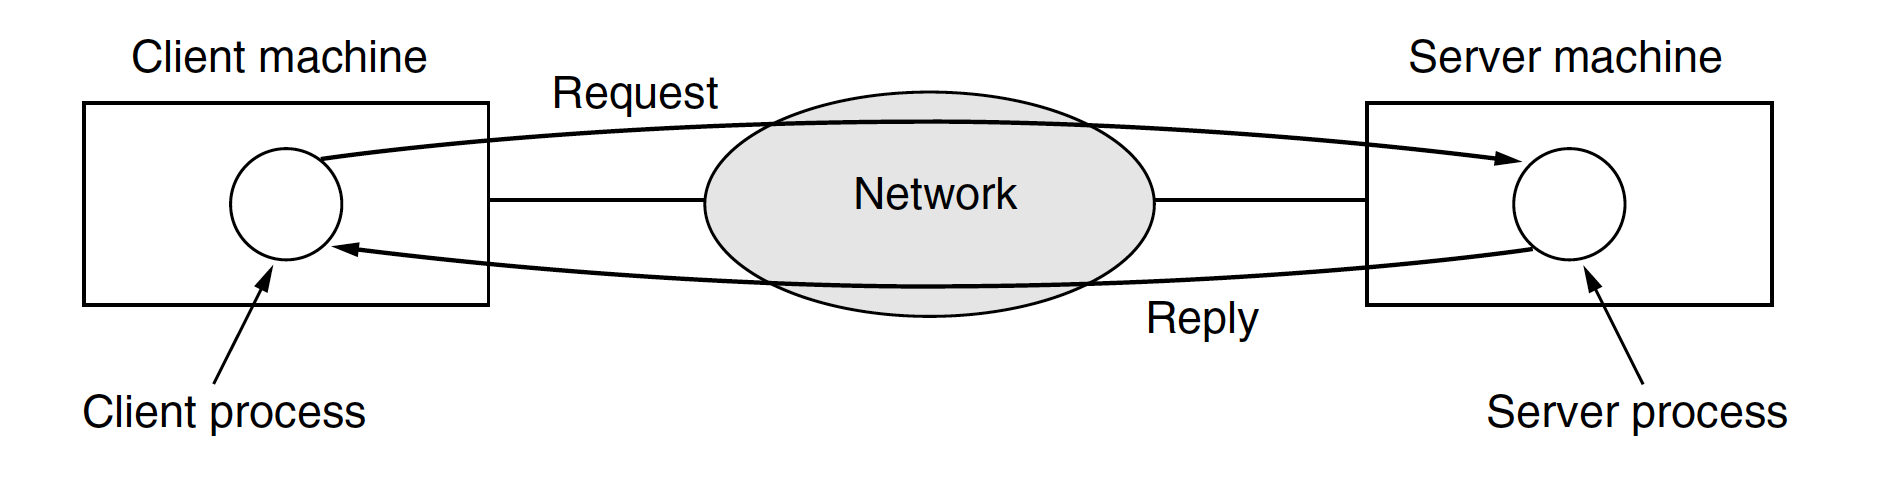 Client machine
Server machine
Request
Network
Reply
Client process
Server process